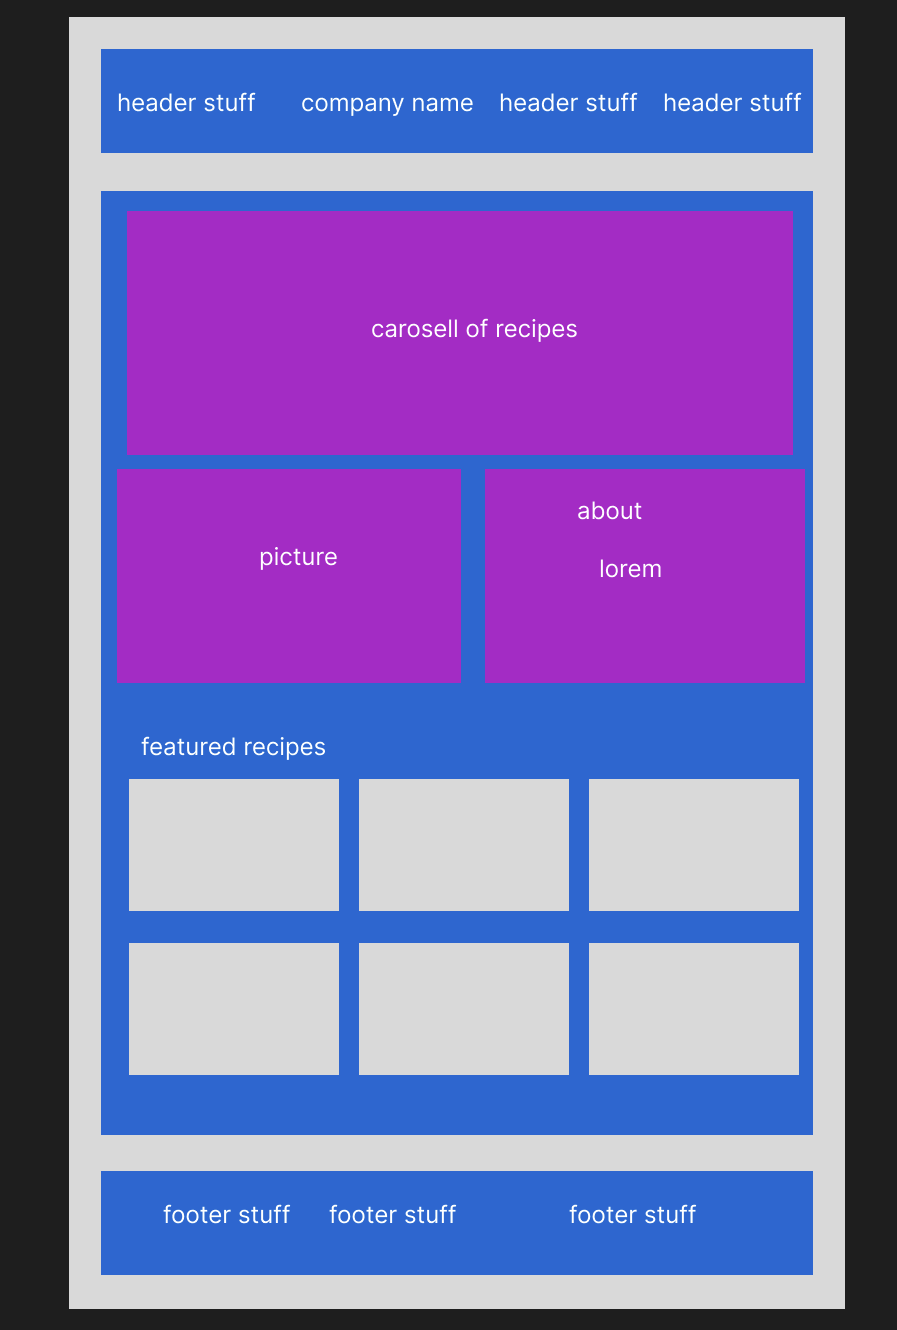 header stuff company name header stuff header stuff
carosell of recipes
picture
about
lorem
featured recipes
footer stuff footer stuff footer stuff